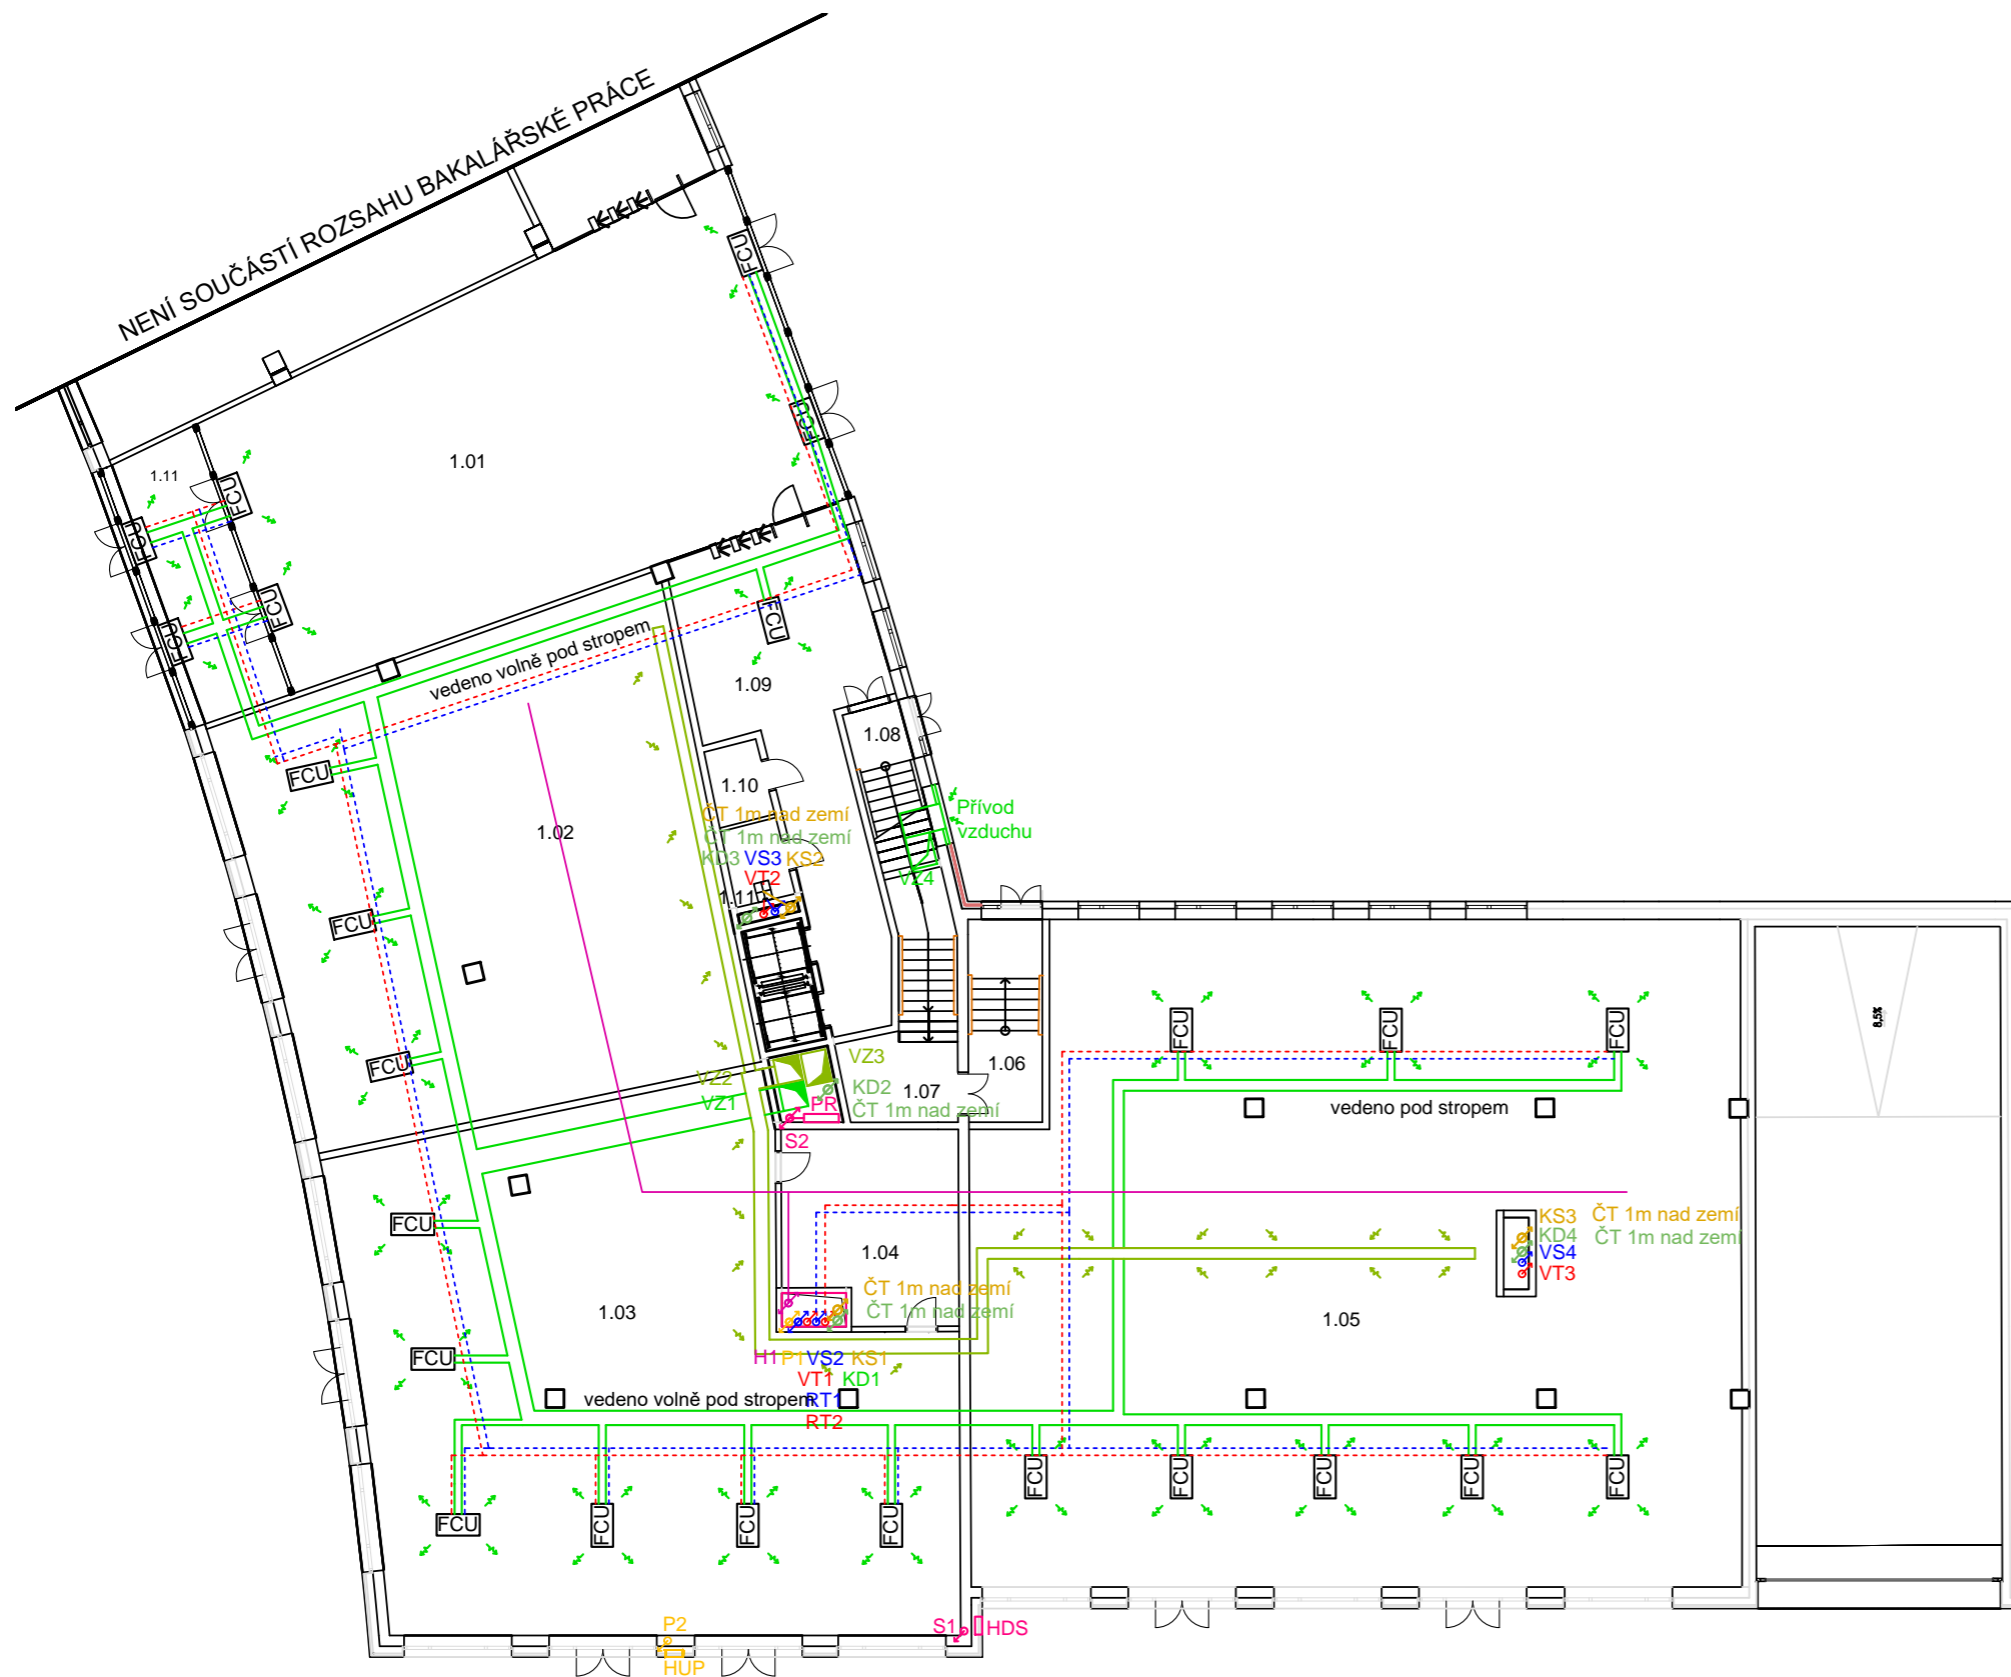 NENÍ SOUČÁSTÍ ROZSAHU BAKALÁŘSKÉ PRÁCE
FCU
FCU
1.01
1.11
FCU
FCU
FCU
FCU
FCU
vedeno volně pod stropem
1.09
1.08
FCU
1.10
ČT 1m nad zemí
Přívod
vzduchu
1.02
ČT 1m nad zemí
KD3 VS3 KS2
VT2
VZ4
1.11
FCU
8,5%
FCU
FCU
FCU
FCU
VZ3
VZ2
1.06
KD2
1.07
VZ1
PR
ČT 1m nad zemí
vedeno pod stropem
S2
FCU
KS3 ČT 1m nad zemí
KD4 ČT 1m nad zemí
1.04
VS4
VT3
ČT 1m nad zemí
1.03
ČT 1m nad zemí
1.05
FCU
H1 P1 VS2 KS1
VT1 KD1
vedeno volně pod stropem
RT1
RT2
FCU
FCU
FCU
FCU
FCU
FCU
FCU
FCU
FCU
P2
S1
HDS
HUP